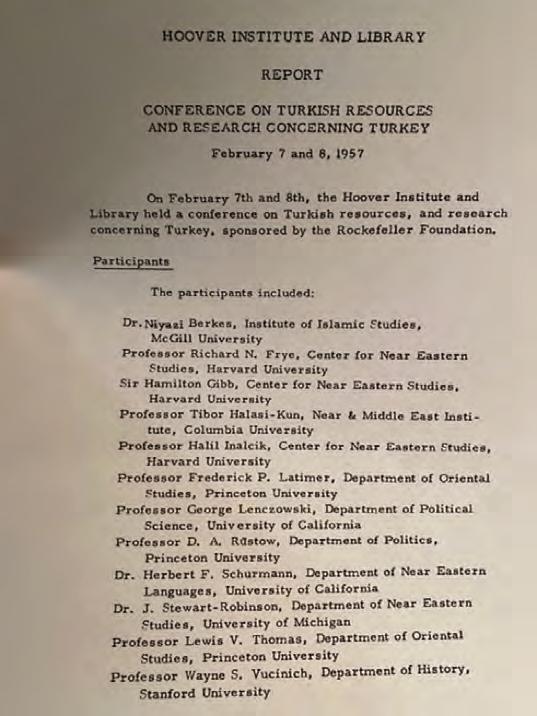 HOOVER INSTITUTE AND LIBRARY
REPORT
CONFERENCE ON TURKISH RESOURCES
AND RESEARCH CONCERNING TURKEY
February 7 and 8, 1957
On February 7th and 8th, the Hoover Institute and
Library held a conference on Turkish resources, and research
concerning Turkey, sponsored by the Rockefeller Foundation.
Participants
The participants included:
Dr. Niyazi Berkes, Institute of Islamic Studies,
McGill University
Professor Richard N. Frye, Center for Near Eastern
Studies, Harvard University
Sir Hamilton Gibb, Center for Near Eastern Studies,
Harvard University
Professor Tibor Halasi-Kun, Near & Middle East Insti-
tute, Columbia University
Professor Halil Inalcik, Center for Near Eastern Studies,
Harvard University
Professor Frederick P. Latimer, Department of Oriental
Studies, Princeton University
Professor George Lenczowski, Department of Political
Science, University of California
Professor D. A. Rüstow, Department of Politics,
Princeton University
Dr. Herbert F. Schurmann, Department of Near Eastern
Languages, University of California
Dr. J. Stewart-Robinson, Department of Near Eastern
Studies, University of Michigan
Professor Lewis V. Thomas, Department of Oriental
Studies, Princeton University
Professor Wayne S. Vucinich, Department of History,
Stanford University